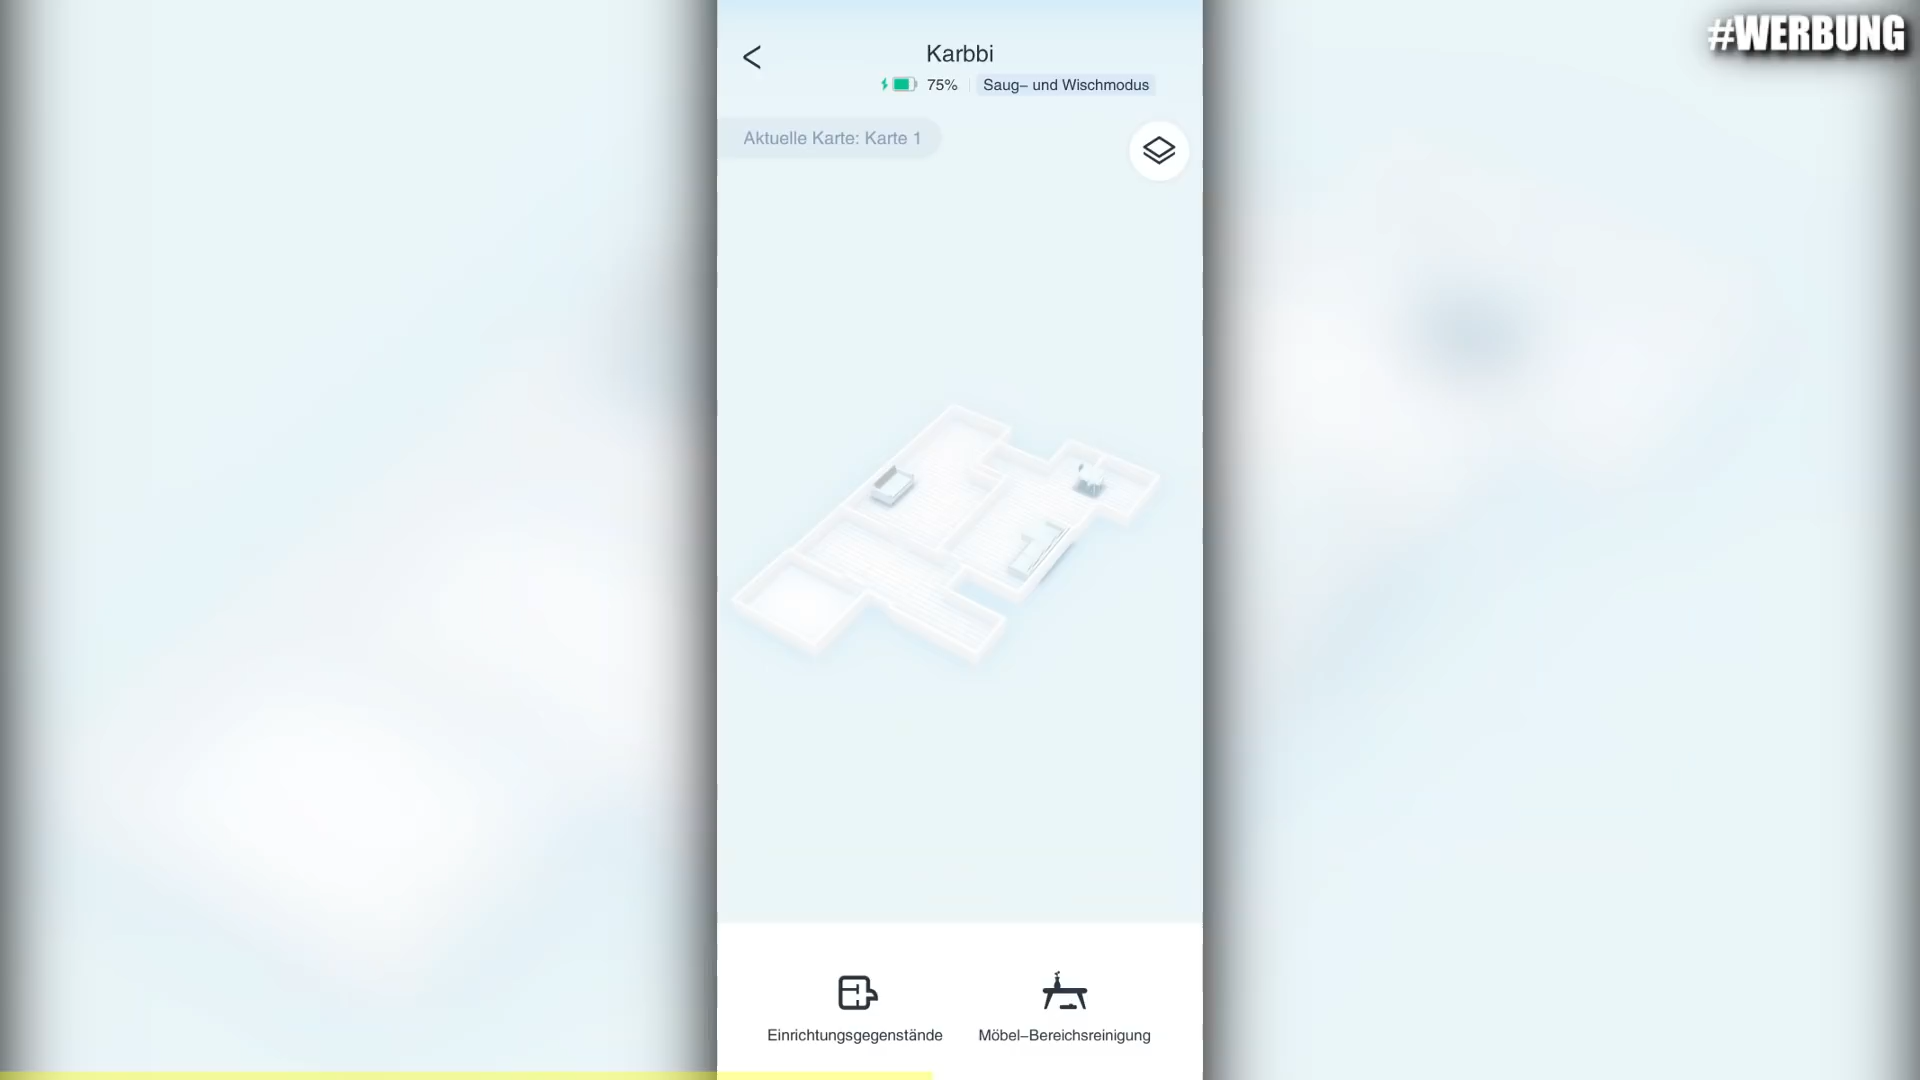 #WERBUNG
Karbbi
75% Saug- und Wischmodus
Aktuelle Karte: Karte 1
Einrichtungsgegenstände
Möbel-Bereichsreinigung